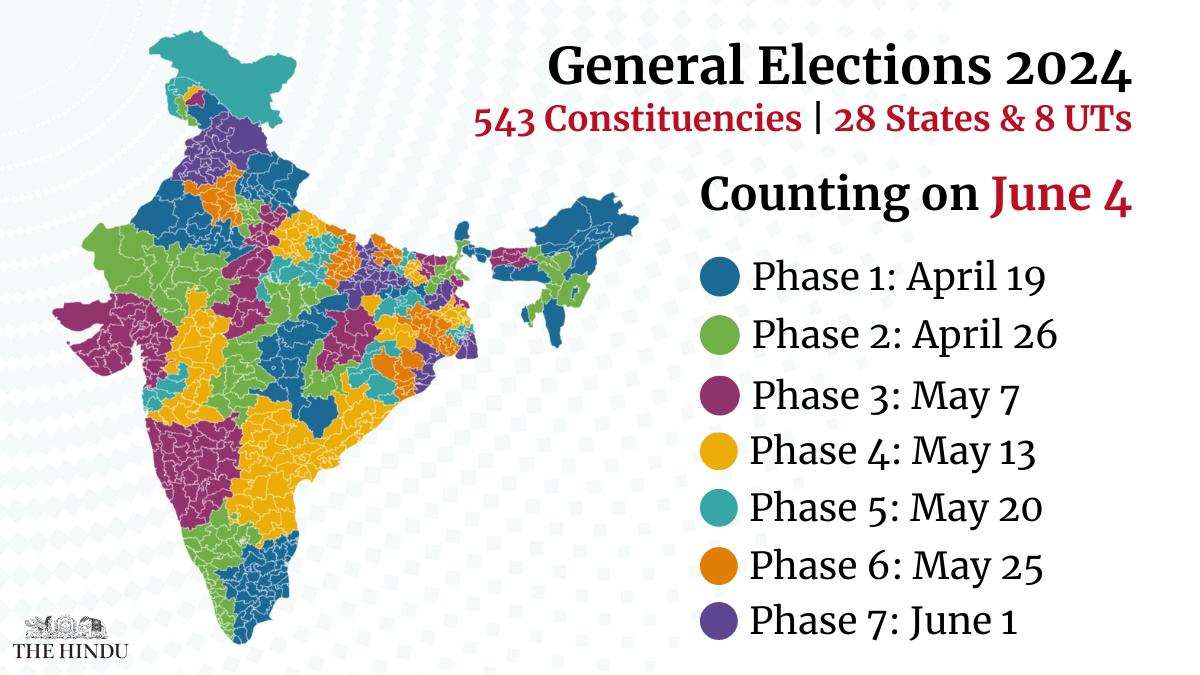 General Elections 2024
543 Constituencies | 28 States & 8 UTs
Counting on June 4
Phase 1: April 19
Phase 2: April 26
Phase 3: May 7
Phase 4: May 13
Phase 5: May 20
Phase 6: May 25
Phase 7: June 1
THE HINDU